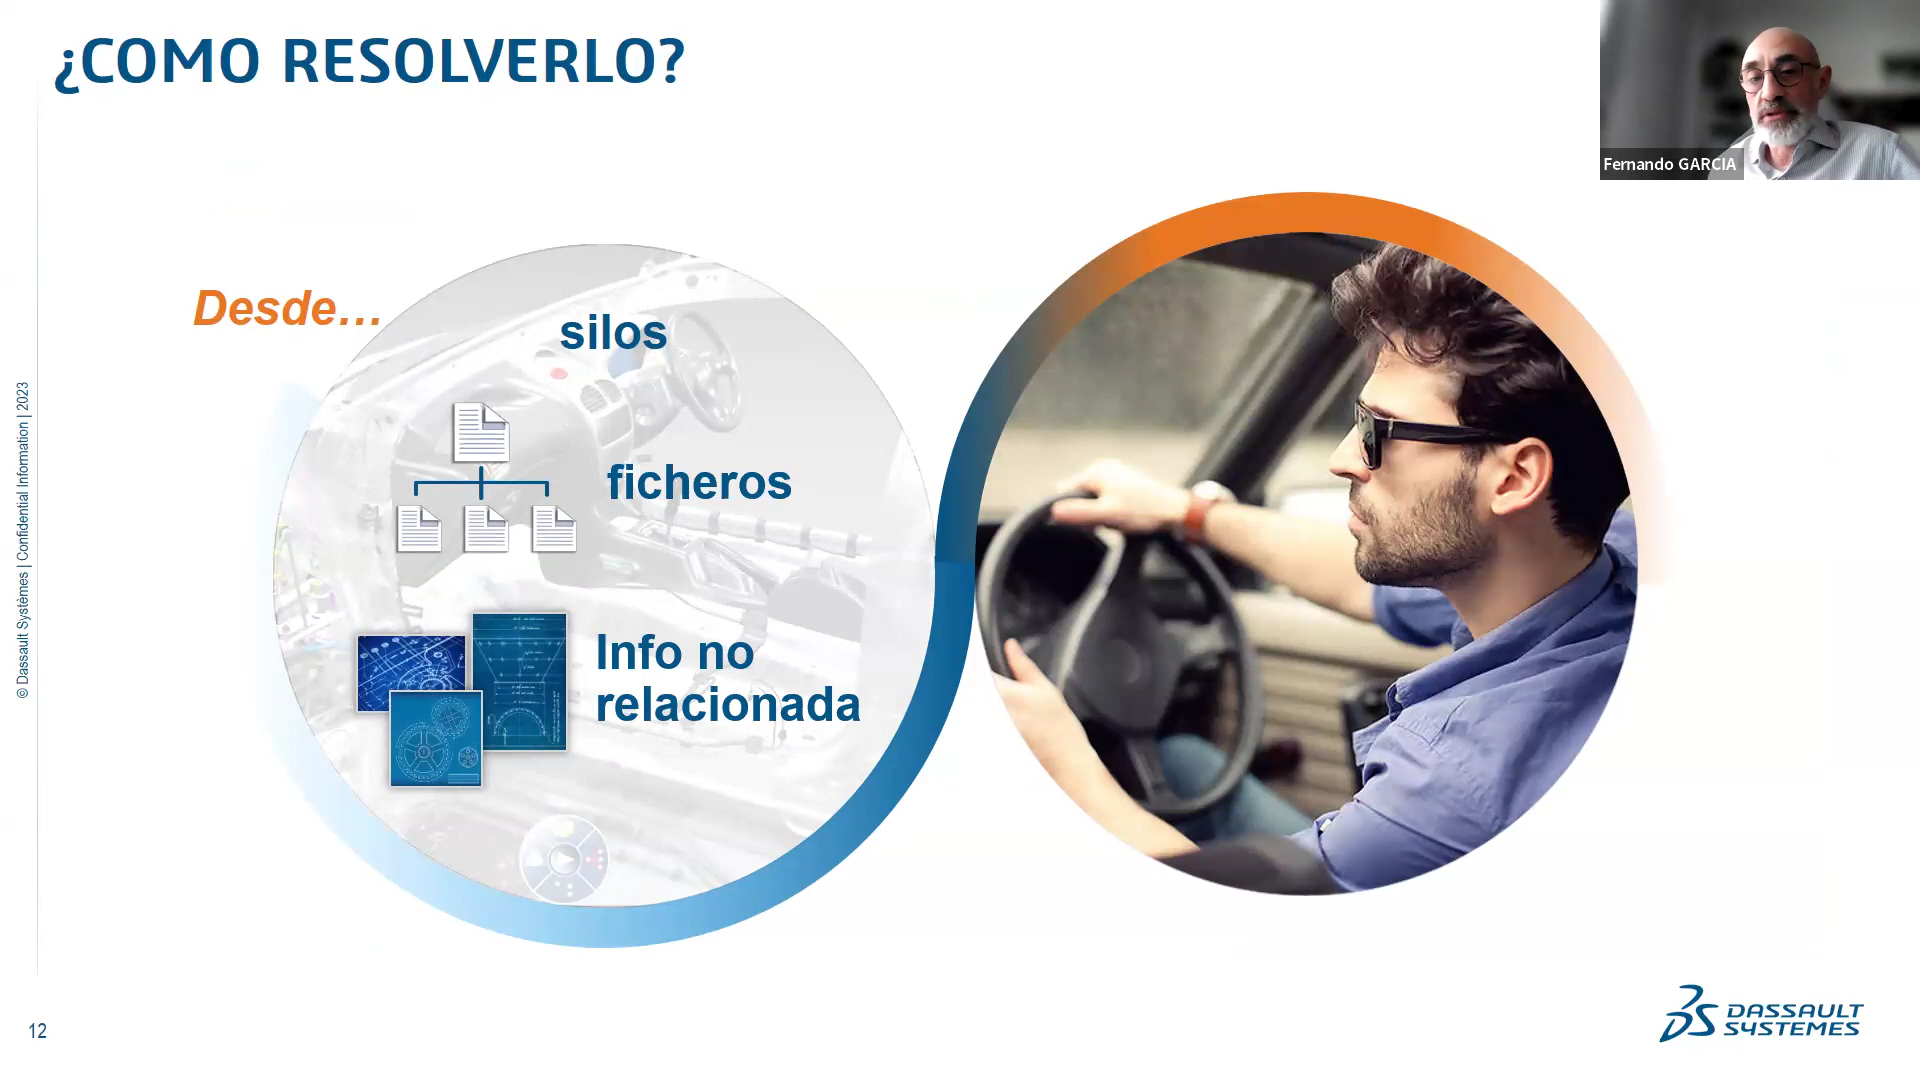 ¿COMO RESOLVERLO?
Fernando GARCIA
Desde...
silos
ficheros
Info no
relacionada
© Dassault Systèmes | Confidential Information | 2023
12
DASSAULT
SYSTEMES